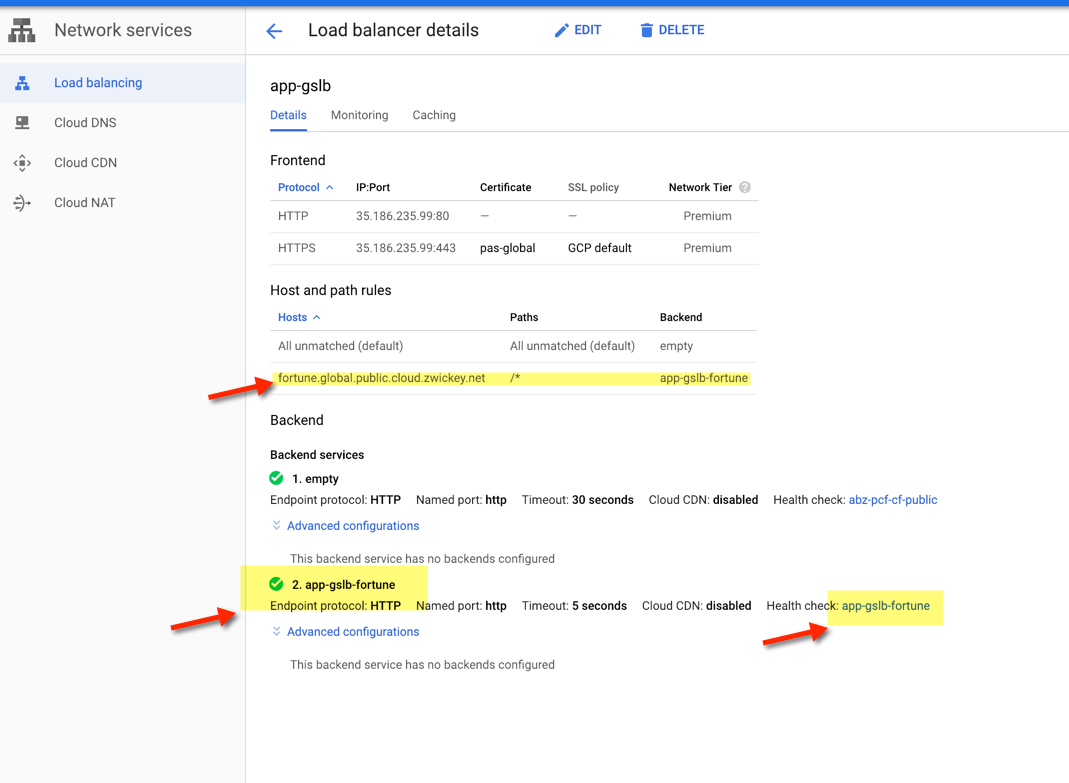 Network services
Load balancer details
EDIT
DELETE
Load balancing
Cloud DNS
Cloud CDN
Cloud NAT
app-gslb
Details Monitoring Caching
Frontend
Protocol IP:Port Certificate SSL policy Network Tier ?
HTTP 35.186.235.99:80 — — Premium
HTTPS 35.186.235.99:443 pas-global GCP default Premium
Host and path rules
Hosts Paths Backend
All unmatched (default) All unmatched (default) empty
fortune.global.public.cloud.zwickey.net /* app-gslb-fortune
Backend
Backend services
1. empty
Endpoint protocol: HTTP Named port: http Timeout: 30 seconds Cloud CDN: disabled Health check: abz-pcf-cf-public
Advanced configurations
This backend service has no backends configured
2. app-gslb-fortune
Endpoint protocol: HTTP Named port: http Timeout: 5 seconds Cloud CDN: disabled Health check: app-gslb-fortune
Advanced configurations
This backend service has no backends configured